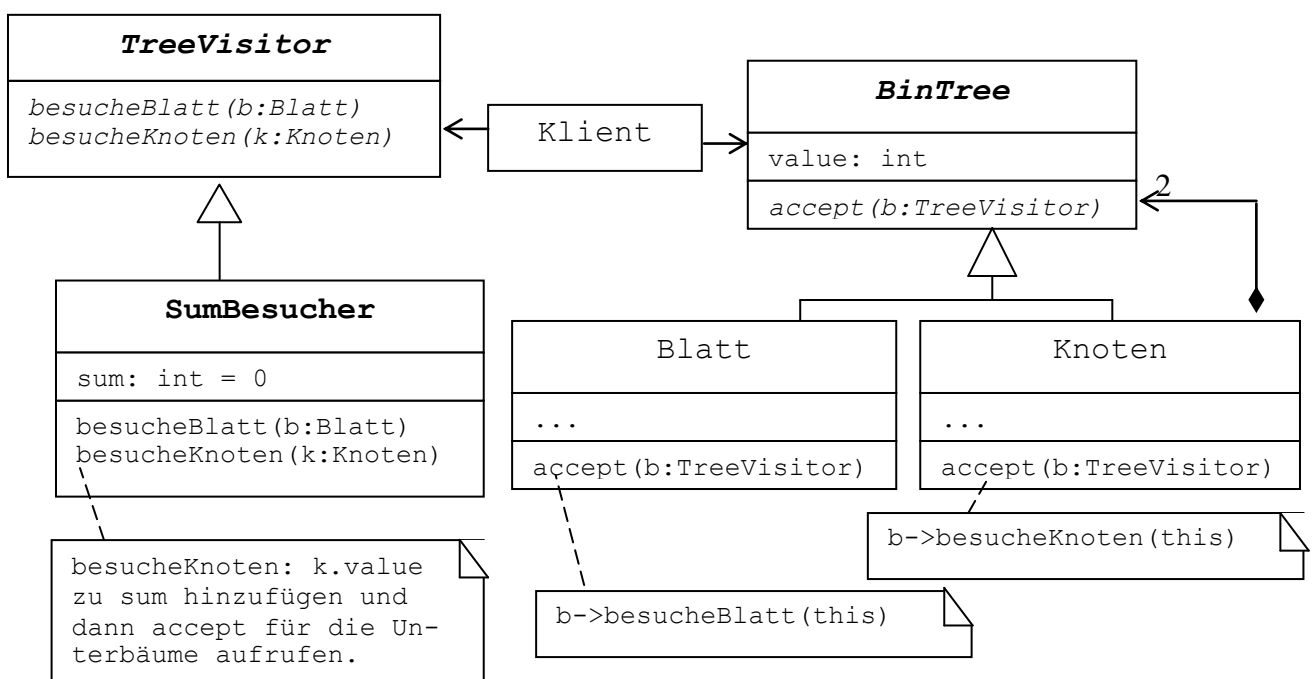 TreeVisitor
besucheBlatt(b:Blatt)
besucheKnoten(k:Knoten)
Klient
BinTree
value: int
accept(b:TreeVisitor)
2
SumBesucher
sum: int = 0
besucheBlatt(b:Blatt)
besucheKnoten(k:Knoten)
Blatt
...
accept(b:TreeVisitor)
Knoten
...
accept(b:TreeVisitor)
besucheKnoten: k.value
zu sum hinzufügen und
dann accept für die Un-
terbäume aufrufen.
b->besucheBlatt(this)
b->besucheKnoten(this)